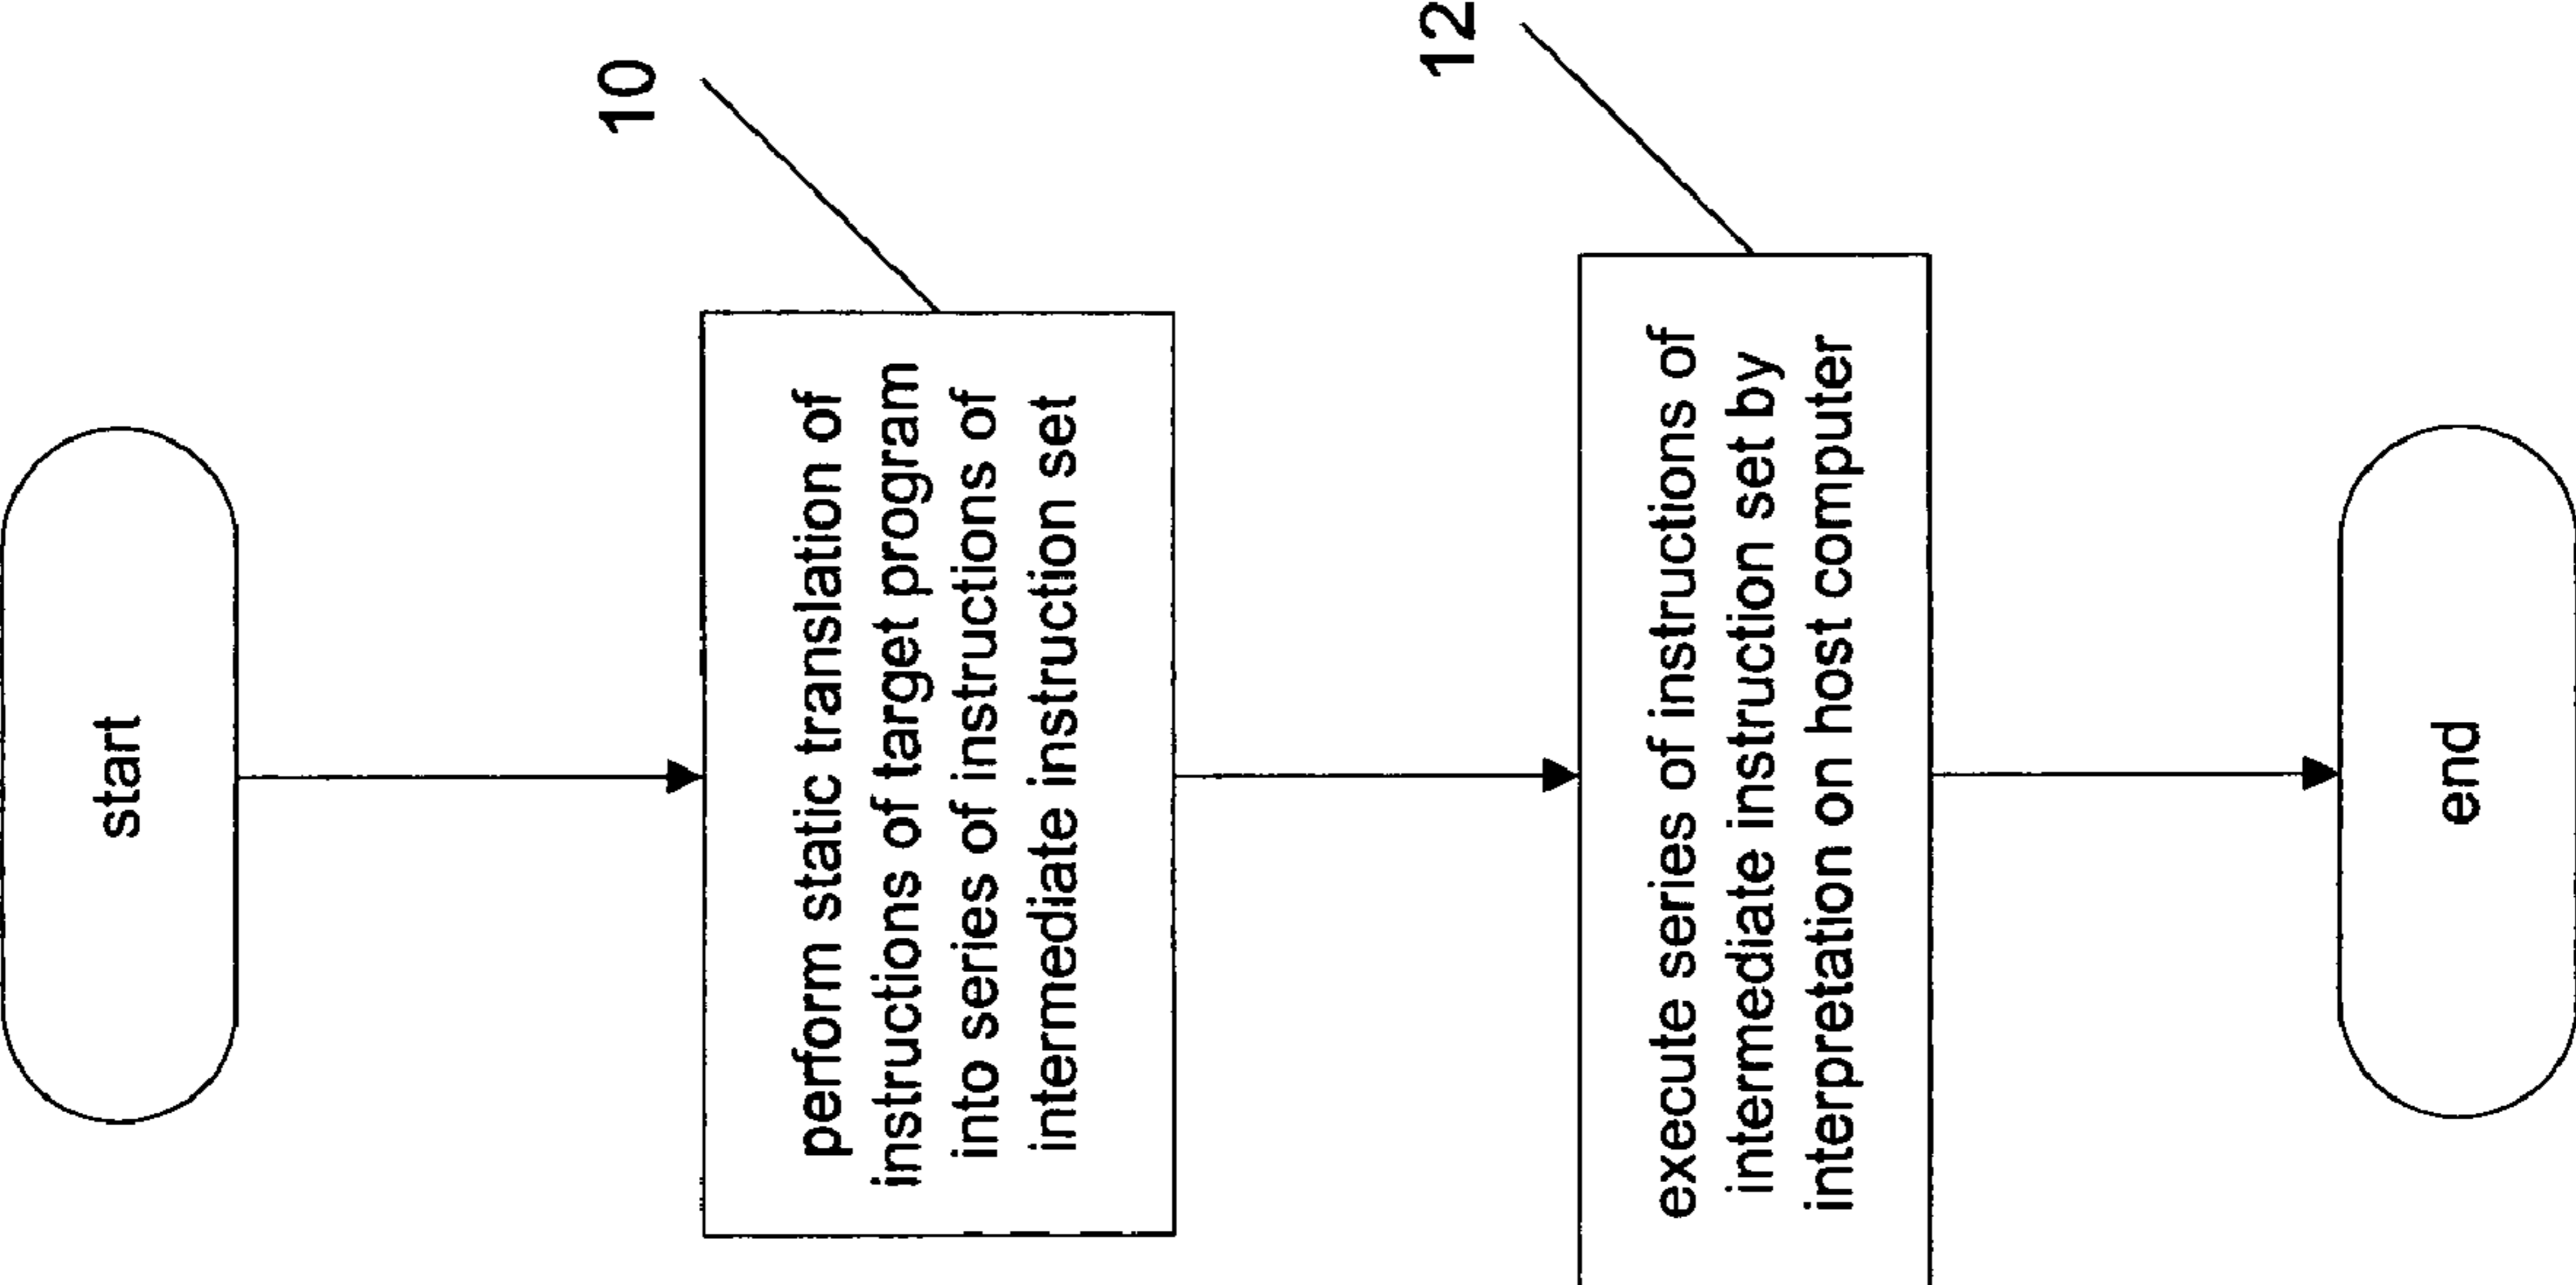 start
10
perform static translation of
instructions of target program
into series of instructions of
intermediate instruction set
12
execute series of instructions of
intermediate instruction set by
interpretation on host computer
end